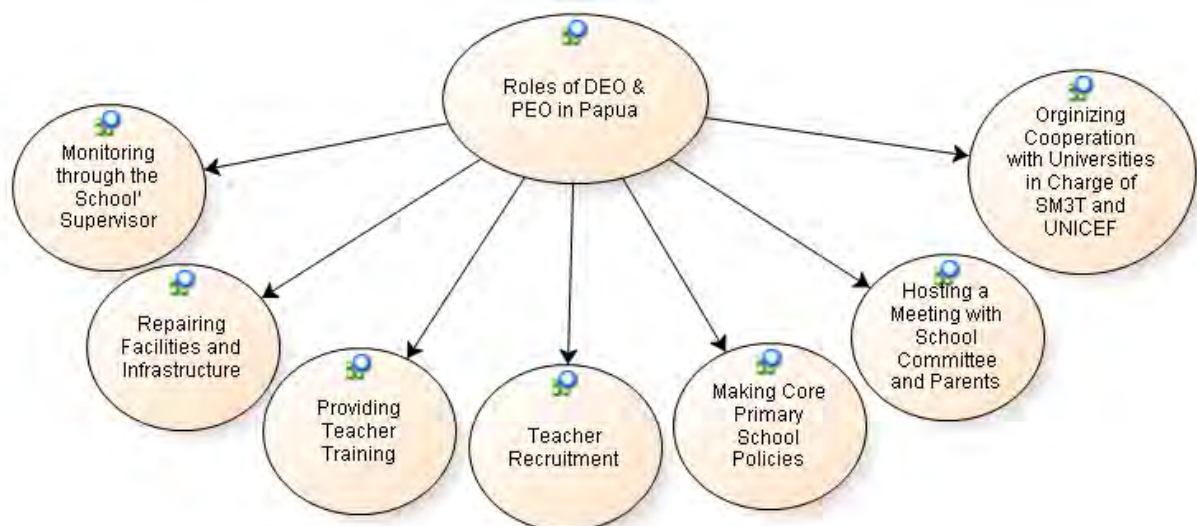 Roles of DEO &
PEO in Papua
Monitoring
through the
School'
Supervisor
Repairing
Facilities and
Infrastructure
Providing
Teacher
Training
Teacher
Recruitment
Making Core
Primary
School
Policies
Hosting a
Meeting with
School
Committee
and Parents
Orginizing
Cooperation
with Universities
in Charge of
SM3T and
UNICEF